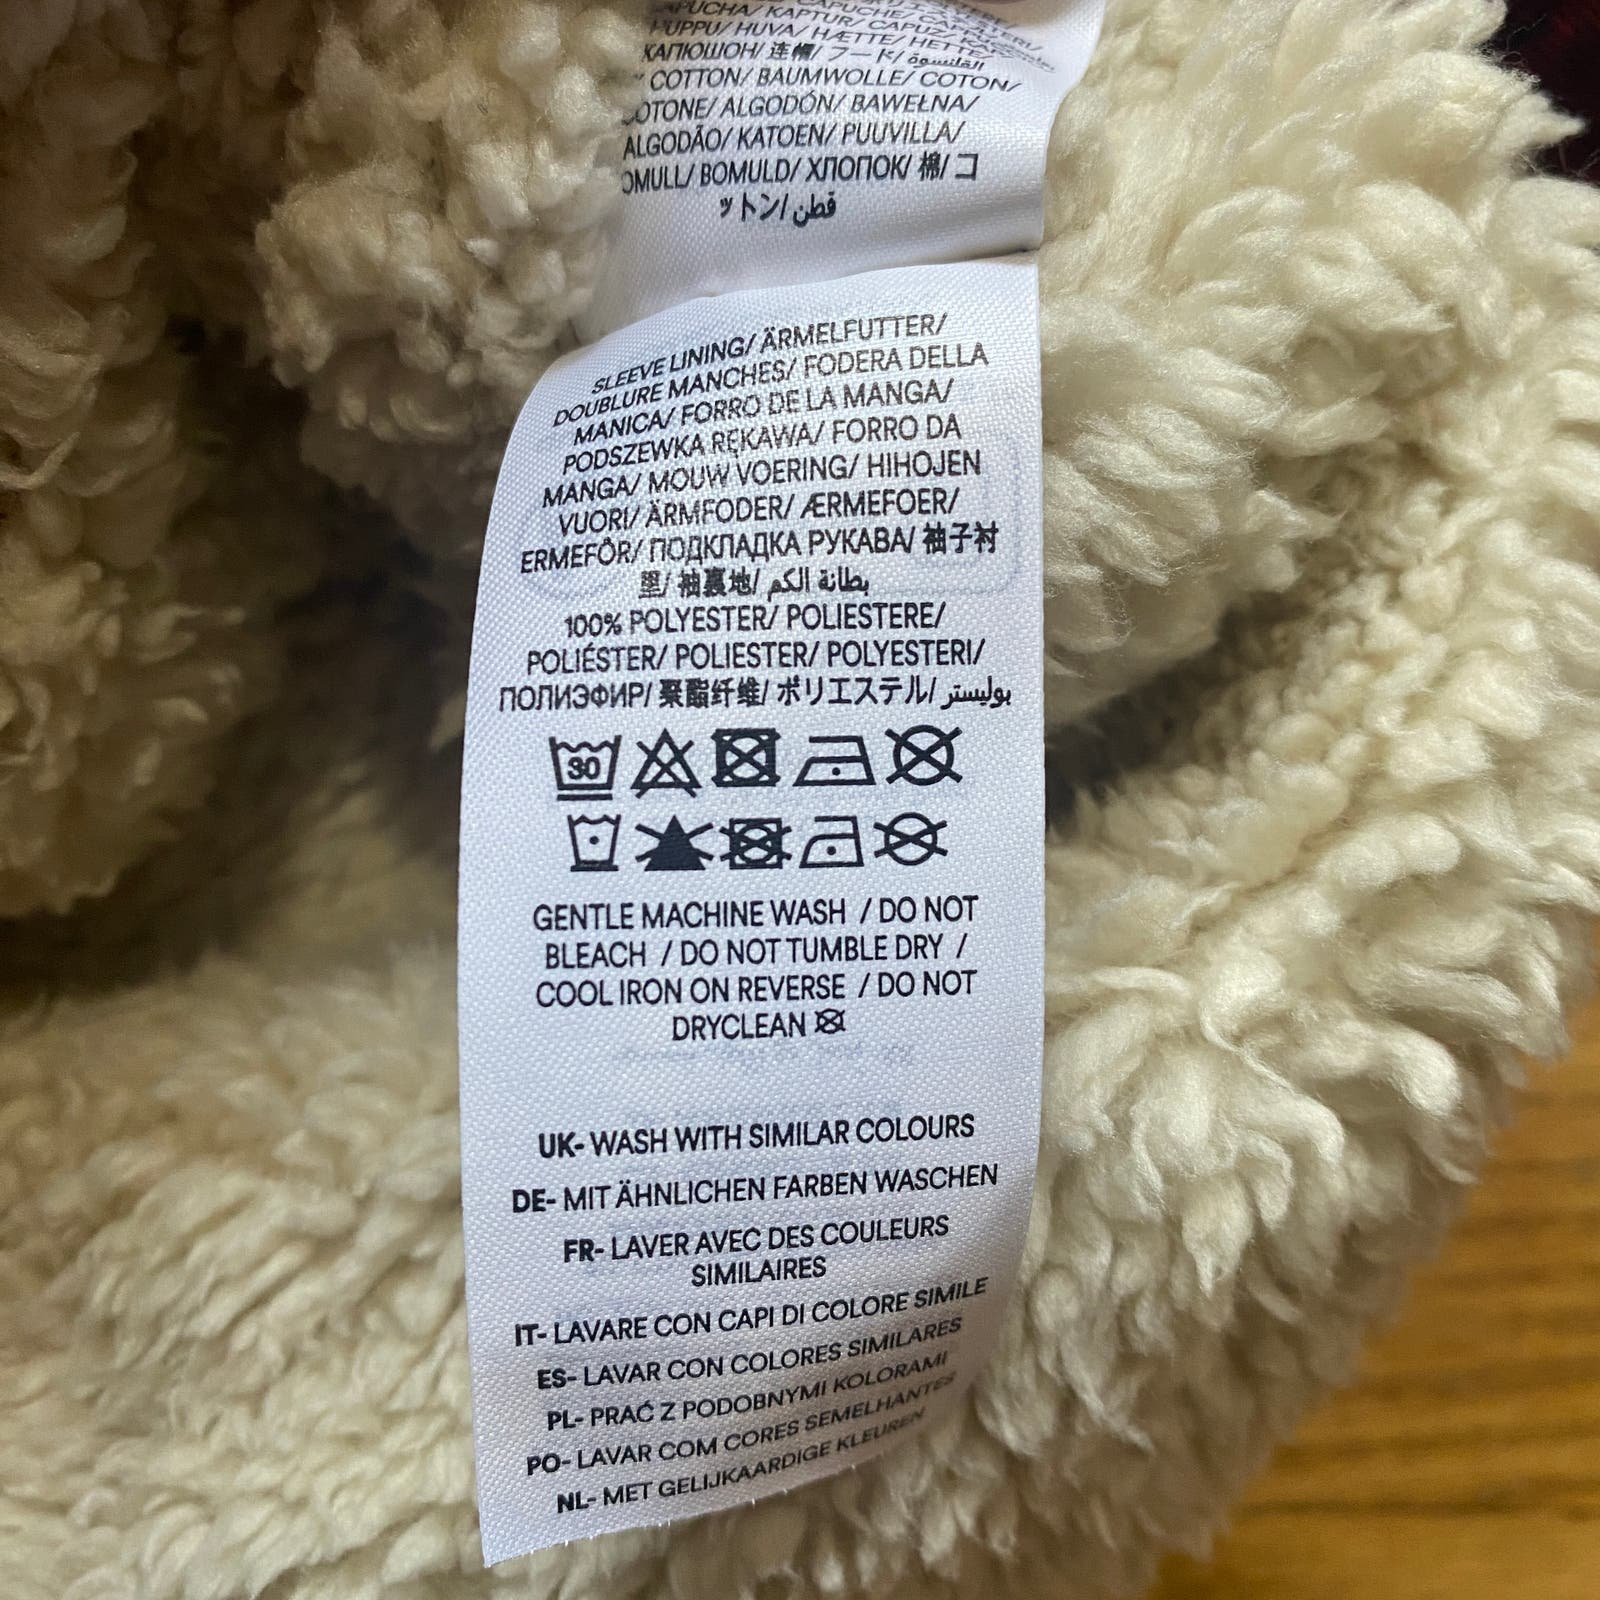 KAPTUR/ CAPUZ/
HUPPU/ HUVA/ HÆTTE/ HETTE/
КАПЮШОН/ 连帽/ フード/ القلنسوة
COTTON/ BAUMWOLLE/ COTON/
ALGODÓN/ BAWEŁNA/
ALGODÃO/ KATOEN/ PUUVILLA/
BOMULD/ ХЛОПОК/ 棉/ コ
ットン/ قطن
SLEEVE LINING/ ÄRMELFUTTER/
DOUBLURE MANCHES/ FODERA DELLA
MANICA/ FORRO DE LA MANGA/
PODSZEWKA RĘKAWA/ FORRO DA
MANGA/ MOUW VOERING/ HIHOJEN
VUORI/ ÄRMFODER/ ÆRMEFOER/
ERMEFÔR/ ПОДКЛАДКА РУКАВА/ 袖子衬
里/ 袖裏地/ بطانة الكم
100% POLYESTER/ POLIESTERE/
POLIÉSTER/ POLIESTER/ POLYESTERI/
ПОЛИЭФИР/ 聚酯纤维/ ポリエステル/ بوليستر
30
GENTLE MACHINE WASH / DO NOT
BLEACH / DO NOT TUMBLE DRY /
COOL IRON ON REVERSE / DO NOT
DRYCLEAN
UK- WASH WITH SIMILAR COLOURS
DE- MIT ÄHNLICHEN FARBEN WASCHEN
FR- LAVER AVEC DES COULEURS
SIMILAIRES
IT- LAVARE CON CAPI DI COLORE SIMILE
ES- LAVAR CON COLORES SIMILARES
PL- PRAĆ Z PODOBNYMI KOLORAMI
PO- LAVAR COM CORES SEMELHANTES
NL- MET GELIJKAARDIGE KLEUREN